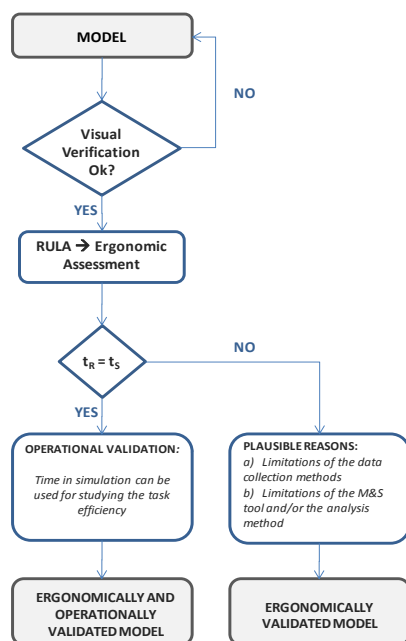 MODEL
NO
Visual
Verification
Ok?
YES
RULA → Ergonomic
Assessment
NO
tR = tS
YES
OPERATIONAL VALIDATION:
Time in simulation can be
used for studying the task
efficiency
PLAUSIBLE REASONS:
a) Limitations of the data
collection methods
b) Limitations of the M&S
tool and/or the analysis
method
ERGONOMICALLY AND
OPERATIONALLY
VALIDATED MODEL
ERGONOMICALLY
VALIDATED MODEL